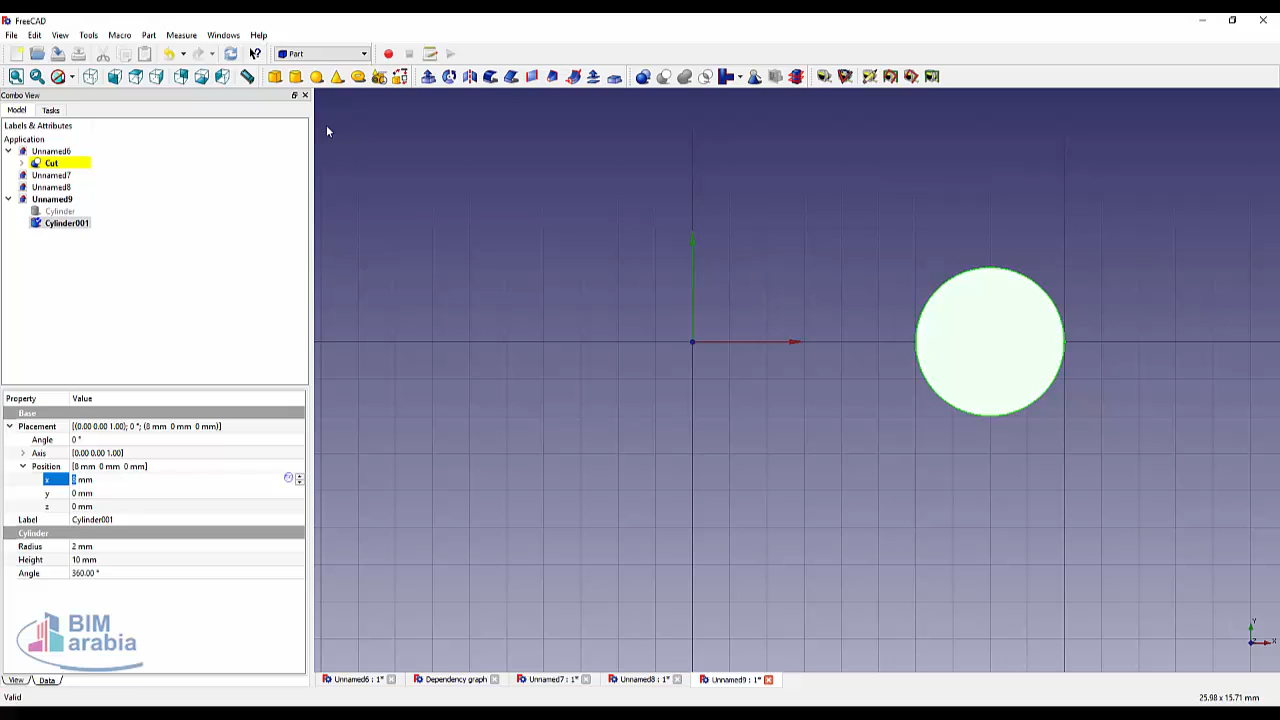 FreeCAD
File Edit View Tools Macro Part Measure Windows Help
Part
Combo View
Model Tasks
Labels & Attributes
Application
Unnamed6
Cut
Unnamed7
Unnamed8
Unnamed9
Cylinder
Cylinder001
Property Value
Base
Placement [(0.00 0.00 1.00); 0 °; (8 mm 0 mm 0 mm)]
Angle 0 °
Axis [0.00 0.00 1.00]
Position [8 mm 0 mm 0 mm]
x 8 mm
y 0 mm
z 0 mm
Label Cylinder001
Cylinder
Radius 2 mm
Height 10 mm
Angle 360.00 °
BIM
arabia
View Data
Unnamed6 : 1* Dependency graph Unnamed7 : 1* Unnamed8 : 1* Unnamed9 : 1*
Valid 25.98 x 15.71 mm
Y
X